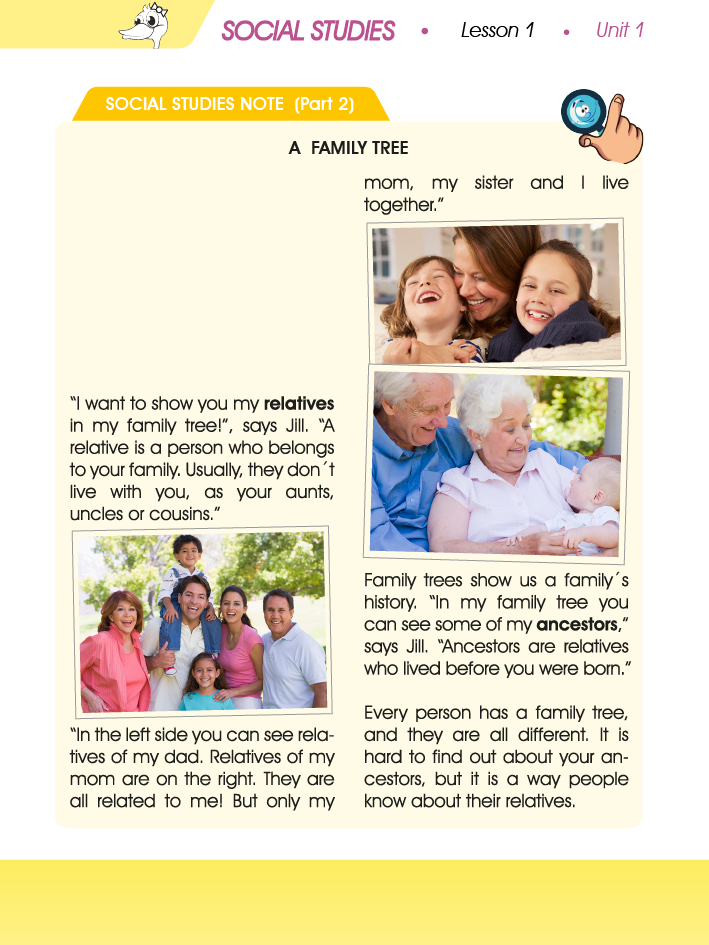 SOCIAL STUDIES • Lesson 1 • Unit 1
SOCIAL STUDIES NOTE (Part 2)
A FAMILY TREE
“I want to show you my relatives
in my family tree!”, says Jill. “A
relative is a person who belongs
to your family. Usually, they don´t
live with you, as your aunts,
uncles or cousins.”
“In the left side you can see rela-
tives of my dad. Relatives of my
mom are on the right. They are
all related to me! But only my
mom, my sister and I live
together.”
Family trees show us a family´s
history. “In my family tree you
can see some of my ancestors,”
says Jill. “Ancestors are relatives
who lived before you were born.”
Every person has a family tree,
and they are all different. It is
hard to find out about your an-
cestors, but it is a way people
know about their relatives.